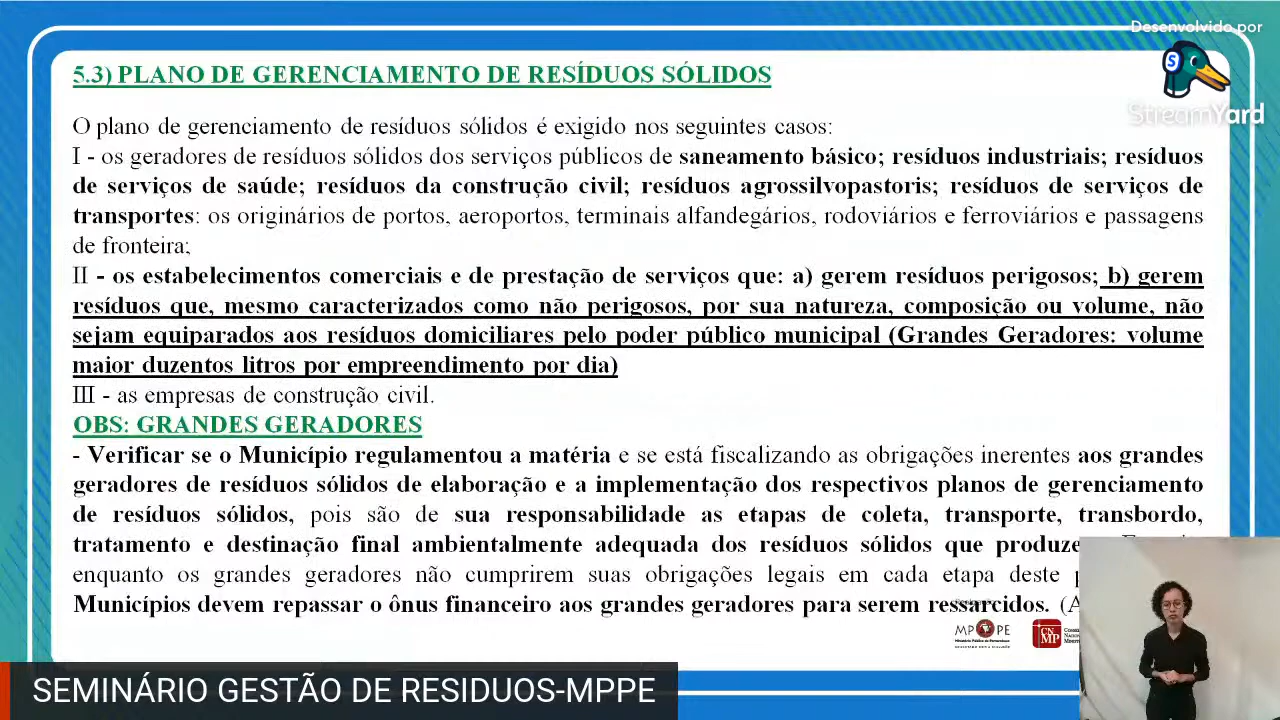 Desenvolvido por
StreamYard
5.3) PLANO DE GERENCIAMENTO DE RESÍDUOS SÓLIDOS
O plano de gerenciamento de resíduos sólidos é exigido nos seguintes casos:
I - os geradores de resíduos sólidos dos serviços públicos de saneamento básico; resíduos industriais; resíduos
de serviços de saúde; resíduos da construção civil; resíduos agrossilvopastoris; resíduos de serviços de
transportes: os originários de portos, aeroportos, terminais alfandegários, rodoviários e ferroviários e passagens
de fronteira;
II - os estabelecimentos comerciais e de prestação de serviços que: a) gerem resíduos perigosos; b) gerem
resíduos que, mesmo caracterizados como não perigosos, por sua natureza, composição ou volume, não
sejam equiparados aos resíduos domiciliares pelo poder público municipal (Grandes Geradores: volume
maior duzentos litros por empreendimento por dia)
III - as empresas de construção civil.
OBS: GRANDES GERADORES
- Verificar se o Município regulamentou a matéria e se está fiscalizando as obrigações inerentes aos grandes
geradores de resíduos sólidos de elaboração e a implementação dos respectivos planos de gerenciamento
de resíduos sólidos, pois são de sua responsabilidade as etapas de coleta, transporte, transbordo,
tratamento e destinação final ambientalmente adequada dos resíduos sólidos que produze
enquanto os grandes geradores não cumprirem suas obrigações legais em cada etapa deste
Municípios devem repassar o ônus financeiro aos grandes geradores para serem ressarcidos. (A
MPPE
CNMP
SEMINÁRIO GESTÃO DE RESIDUOS-MPPE